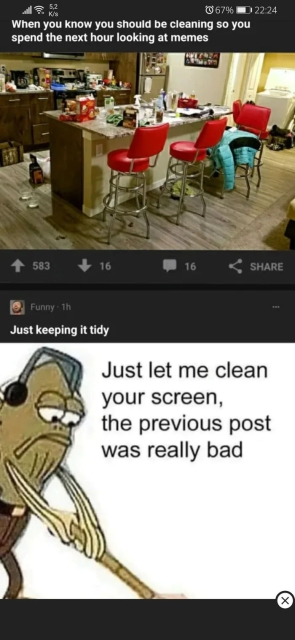 5,2
K/s
67% 22:24
When you know you should be cleaning so you
spend the next hour looking at memes
583
16
16
SHARE
Funny · 1h
...
Just keeping it tidy
Just let me clean
your screen,
the previous post
was really bad